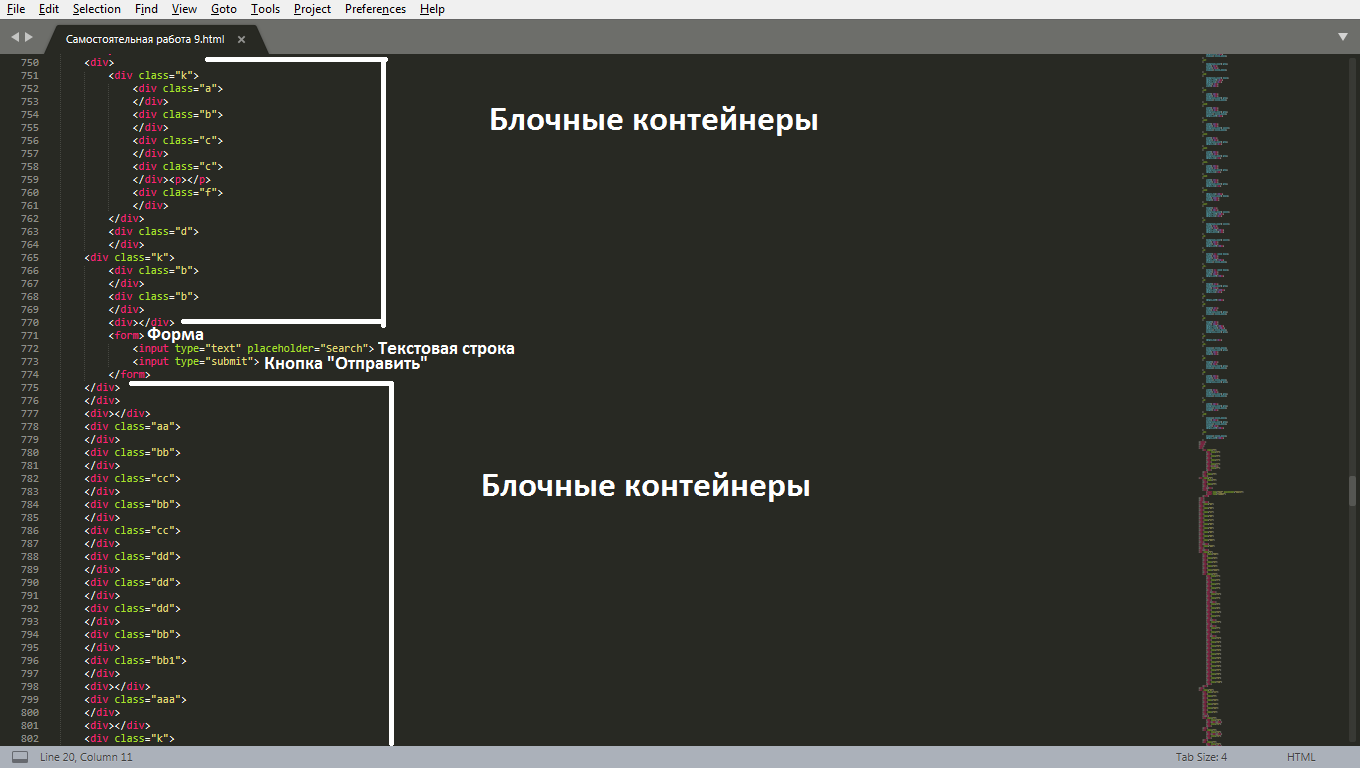 File Edit Selection Find View Goto Tools Project Preferences Help
Самостоятельная работа 9.html ×
750 <div>
751 <div class="k">
Блочные контейнеры
752 <div class="a">
753 </div>
754 <div class="b">
755 </div>
756 <div class="c">
757 </div>
758 <div class="c">
759 </div><p></p>
760 <div class="f">
761 </div>
762 </div>
763 <div class="d">
764 </div>
765 <div class="k">
766 <div class="b">
767 </div>
768 <div class="b">
769 </div>
770 <div></div>
771 <form> Форма
772 <input type="text" placeholder="Search"> Текстовая строка
773 <input type="submit"> Кнопка "Отправить"
774 </form>
775 </div>
776 </div>
777 <div></div>
778 <div class="aa">
779 </div>
780 <div class="bb">
781 </div>
782 <div class="cc">
Блочные контейнеры
783 </div>
784 <div class="bb">
785 </div>
786 <div class="cc">
787 </div>
788 <div class="dd">
789 </div>
790 <div class="dd">
791 </div>
792 <div class="dd">
793 </div>
794 <div class="bb">
795 </div>
796 <div class="bb1">
797 </div>
798 <div></div>
799 <div class="aaa">
800 </div>
801 <div></div>
802 <div class="k">
Line 20, Column 11 Tab Size: 4 HTML